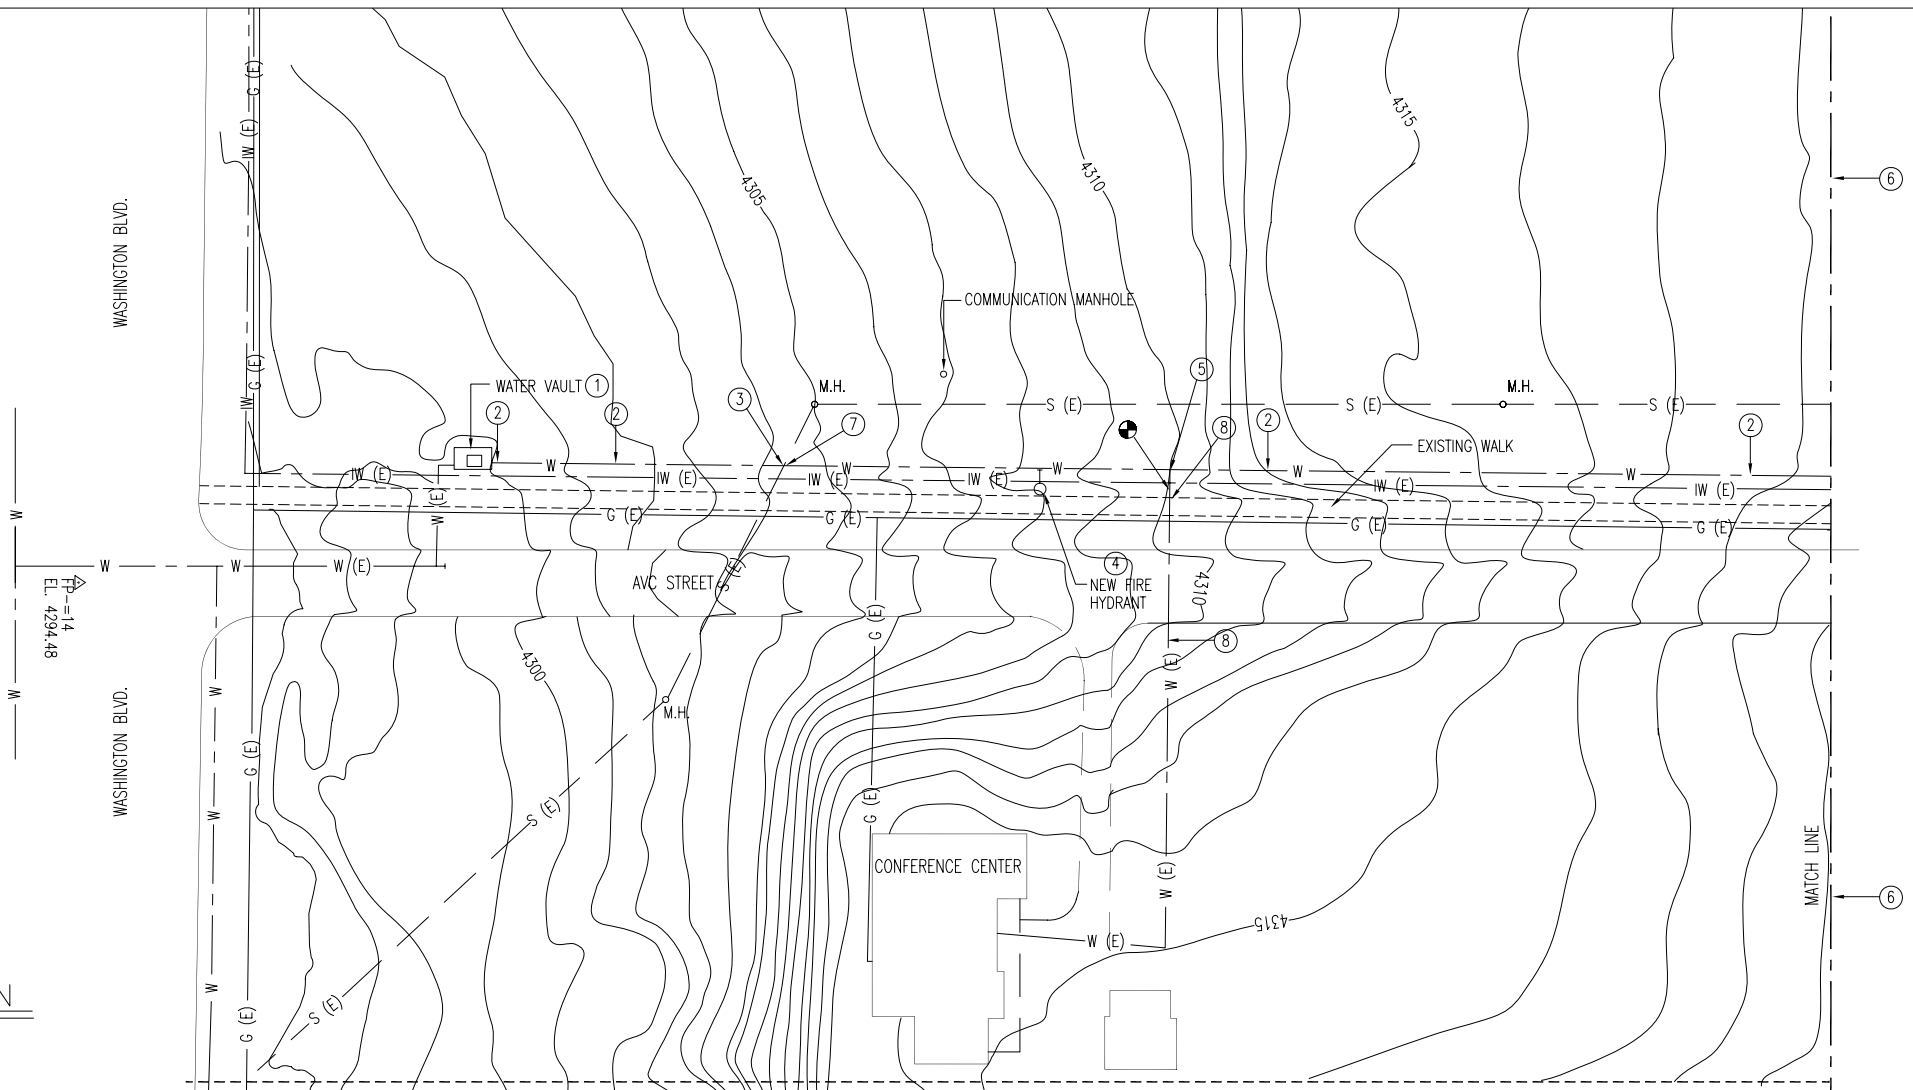 G (E)
IW (E)
4315
4310
4305
WASHINGTON BLVD.
COMMUNICATION MANHOLE
6
G (E)
IW
WATER VAULT 1
3
M.H.
5
M.H.
2
2
7
S (E)
8
2
S (E)
S (E)
2
EXISTING WALK
W
W
W
W
W
IW (E)
IW (E)
IW (E)
IW (E)
IW (E)
IW (E)
W (E)
W
G (E)
G (E)
G (E)
G (E)
W
W
W (E)
FP-=14
EL. 4294.48
AVC STREET
S (E)
4
NEW FIRE
HYDRANT
4310
G (E)
8
W (E)
W
W
4300
M.H.
WASHINGTON BLVD.
G (E)
W
S (E)
G (E)
CONFERENCE CENTER
W (E)
MATCH LINE
6
4315
W (E)
W
S (E)
G (E)